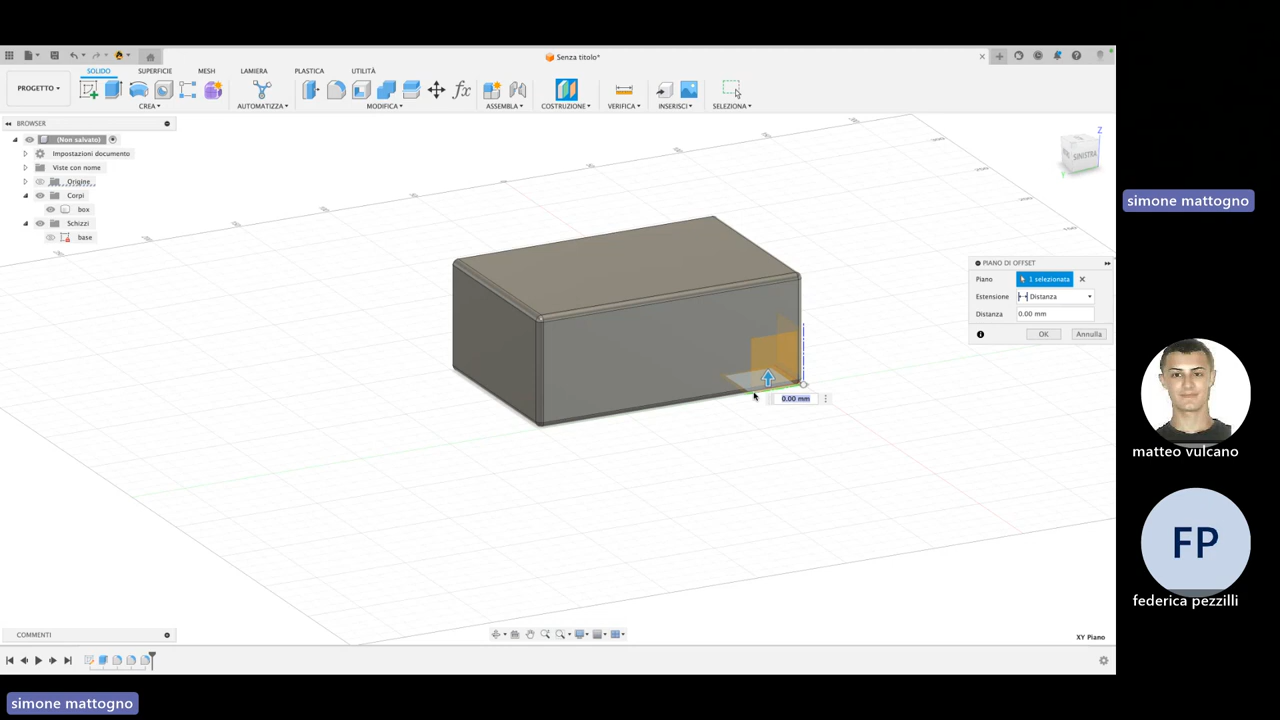 Senza titolo*
PROGETTO
SOLIDO
SUPERFICIE
MESH
LAMIERA
PLASTICA
UTILITÀ
CREA
AUTOMATIZZA
MODIFICA
ASSEMBLA
COSTRUZIONE
VERIFICA
INSERISCI
SELEZIONA
BROWSER
(Non salvato)
Impostazioni documento
Viste con nome
Origine
Corpi
box
Schizzi
base
Z
SINISTRA
Y
PIANO DI OFFSET
Piano
1 selezionata
Estensione
Distanza
Distanza
0.00 mm
OK
Annulla
0.00 mm
COMMENTI
XY Piano
simone mattogno
matteo vulcano
FP
federica pezzilli
simone mattogno